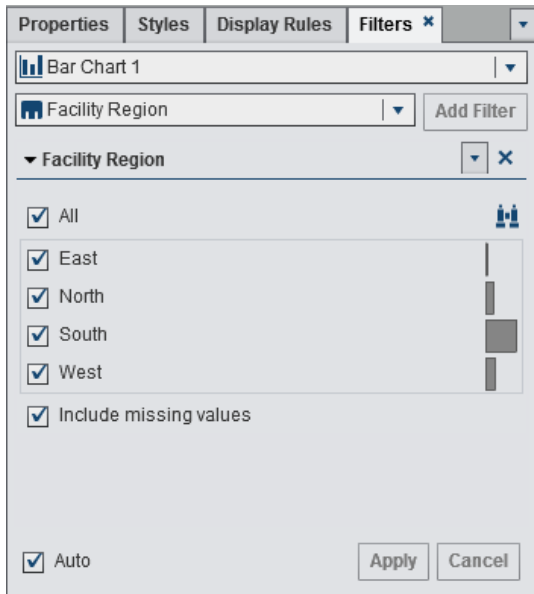 Properties Styles Display Rules Filters
Bar Chart 1
Facility Region Add Filter
Facility Region
All
East
North
South
West
Include missing values
Auto Apply Cancel